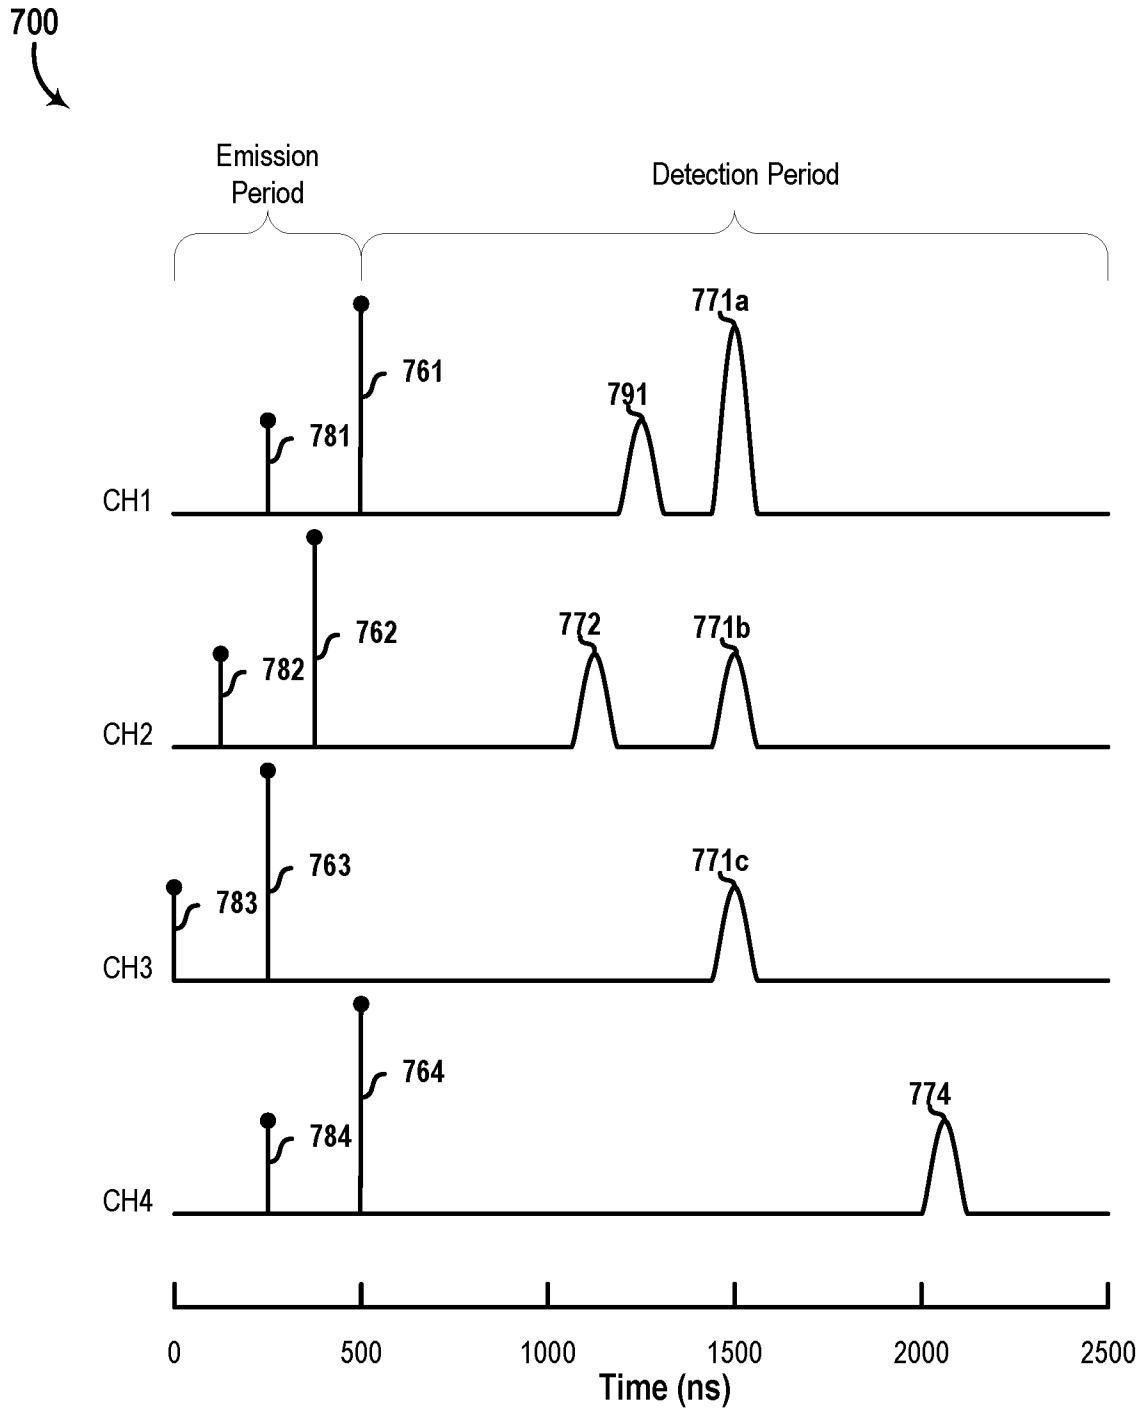 700
Emission
Period
Detection Period
771a
761
791
781
CH1
762
772
771b
782
CH2
763
771c
783
CH3
764
774
784
CH4
0 500 1000 1500 2000 2500
Time (ns)